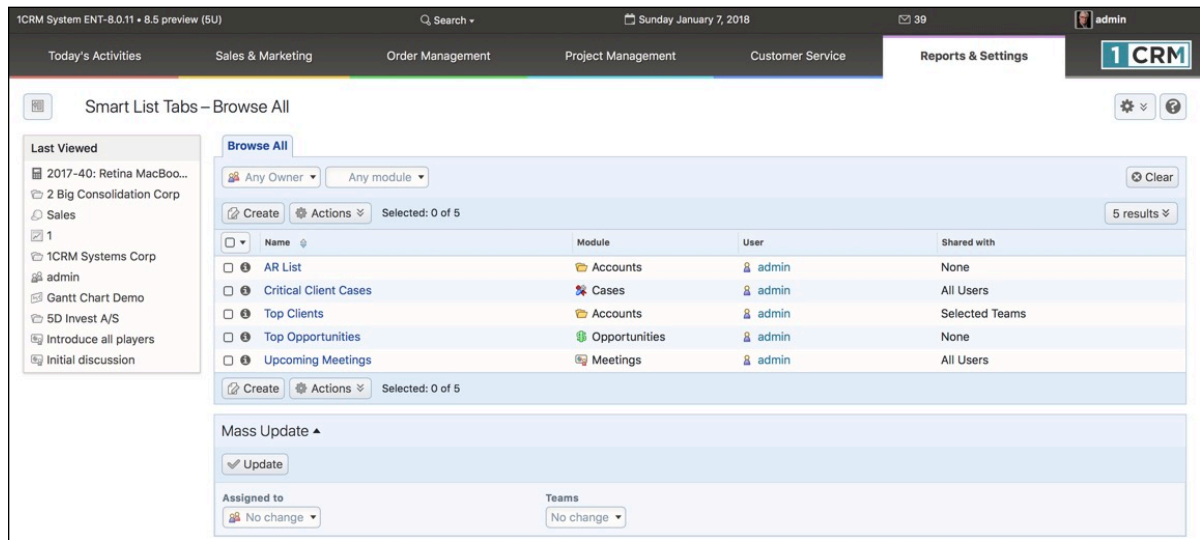 1CRM System ENT-8.0.11 • 8.5 preview (5U) Search Sunday January 7, 2018 39 admin
Today's Activities Sales & Marketing Order Management Project Management Customer Service Reports & Settings 1 CRM
Smart List Tabs – Browse All
Last Viewed
2017-40: Retina MacBoo...
2 Big Consolidation Corp
Sales
1
1CRM Systems Corp
admin
Gantt Chart Demo
5D Invest A/S
Introduce all players
Initial discussion
Browse All
Any Owner Any module Clear
Create Actions Selected: 0 of 5 5 results
Name Module User Shared with
AR List Accounts admin None
Critical Client Cases Cases admin All Users
Top Clients Accounts admin Selected Teams
Top Opportunities Opportunities admin None
Upcoming Meetings Meetings admin All Users
Create Actions Selected: 0 of 5
Mass Update
Update
Assigned to Teams
No change No change